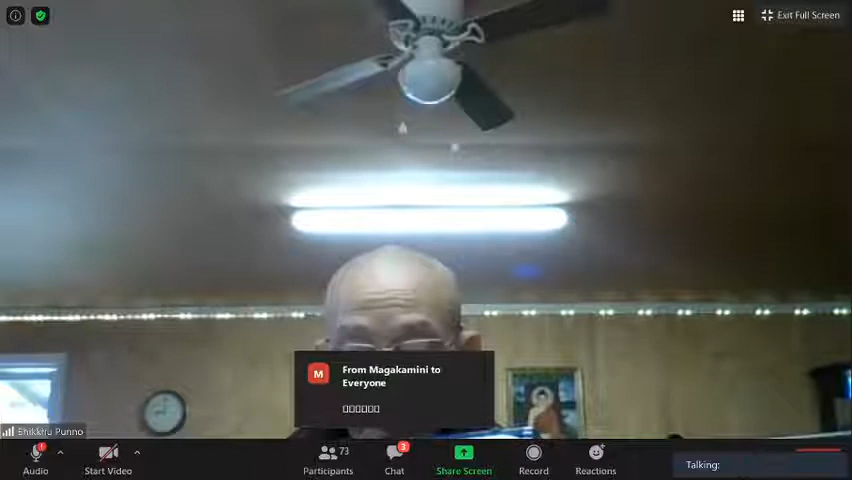 Exit Full Screen
M
From Magakamini to
Everyone
Bhikkhu Punno
73
3
Audio
Start Video
Participants
Chat
Share Screen
Record
Reactions
Talking: